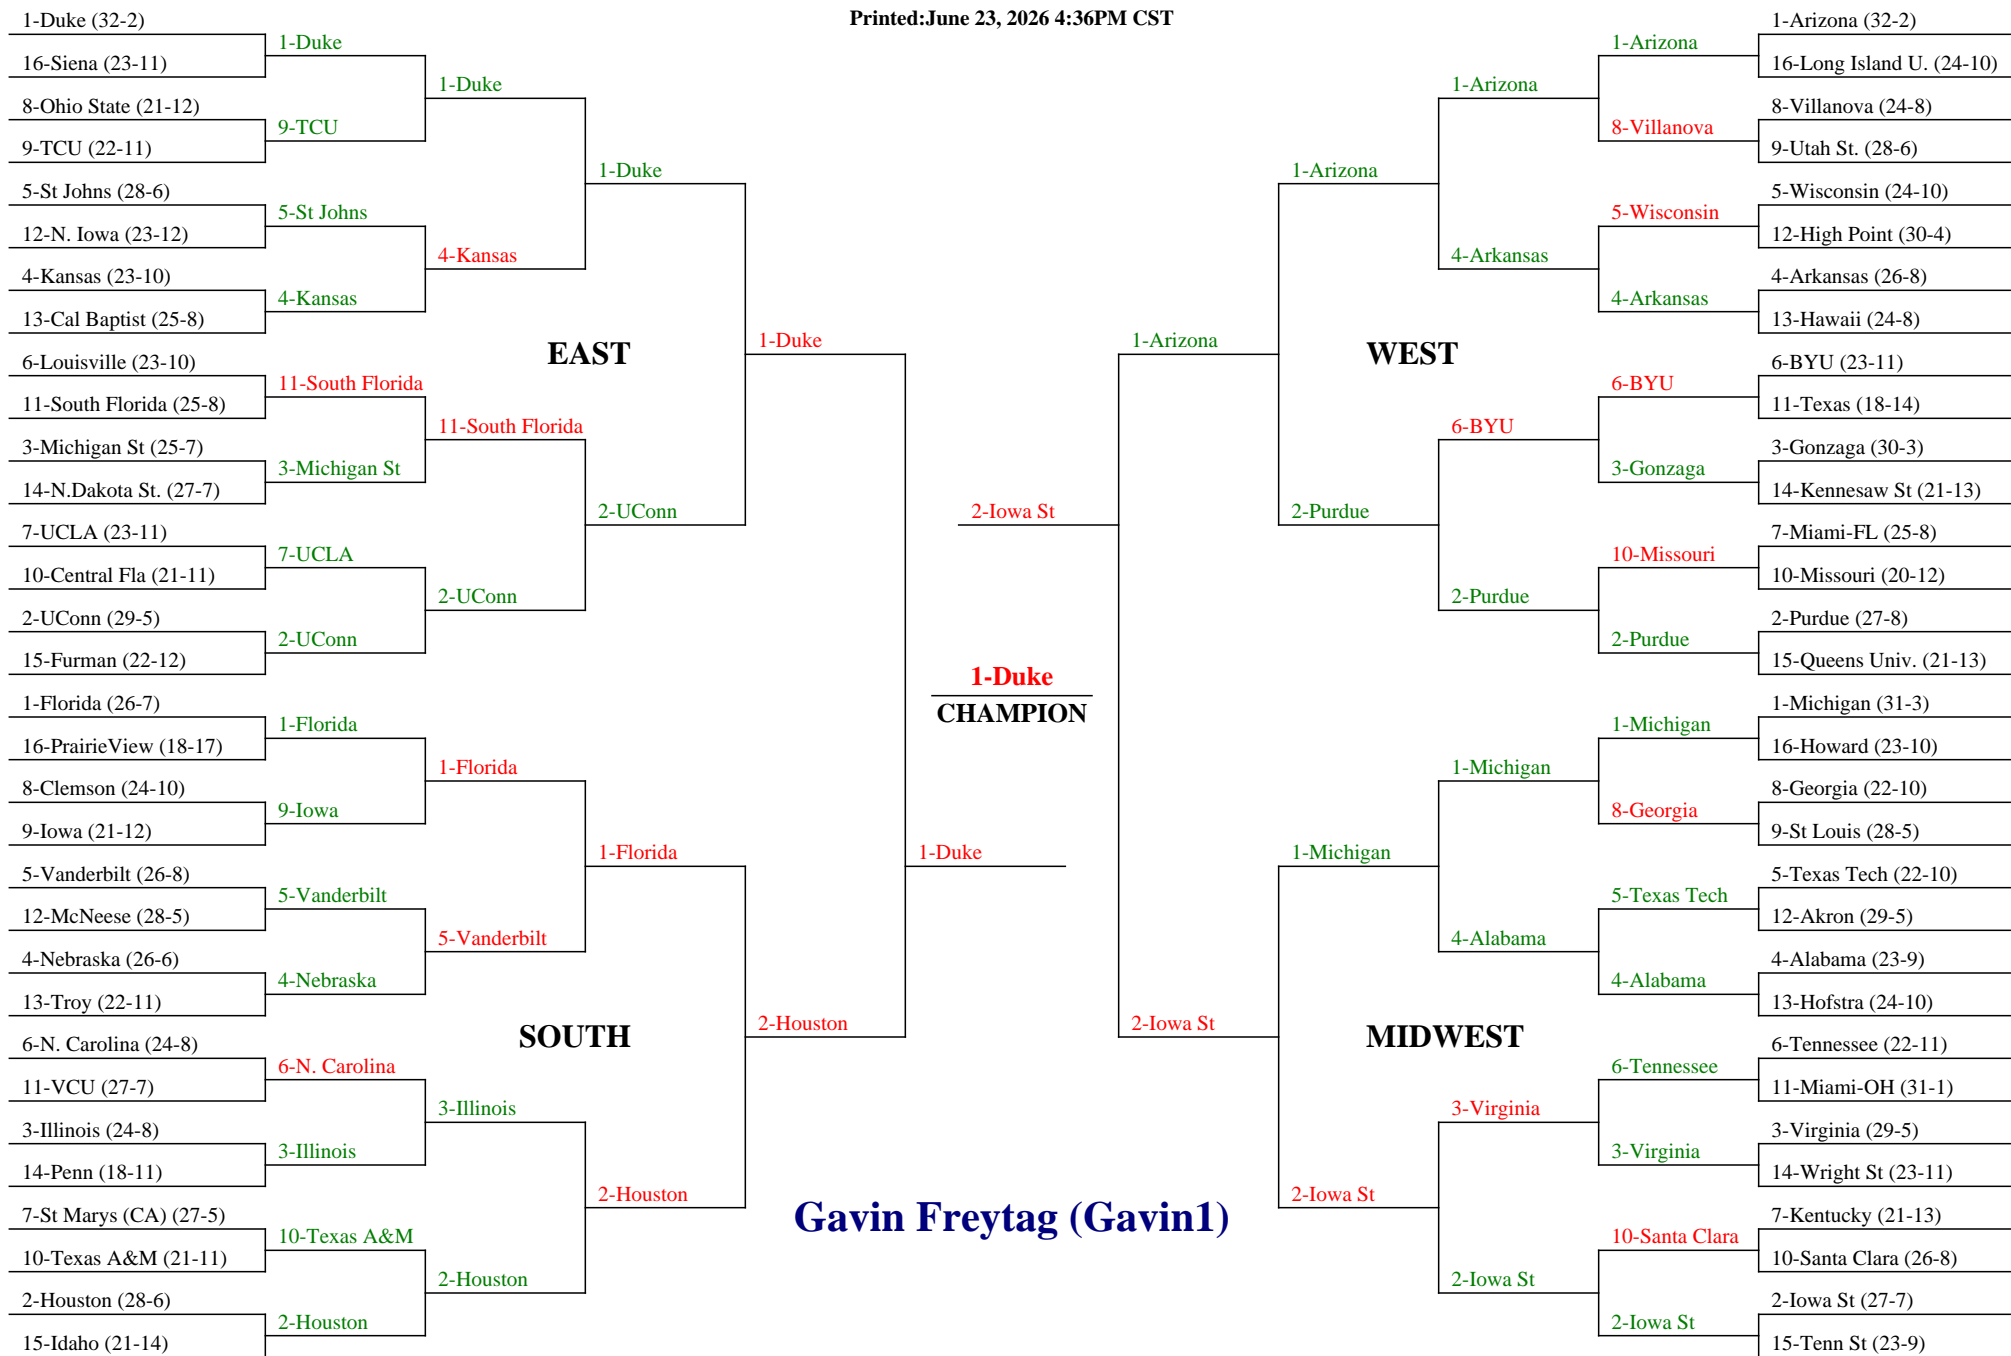 Printed:June 23, 2026 4:36PM CST
1-Duke (32-2)
16-Siena (23-11)
8-Ohio State (21-12)
9-TCU (22-11)
5-St Johns (28-6)
12-N. Iowa (23-12)
4-Kansas (23-10)
13-Cal Baptist (25-8)
6-Louisville (23-10)
11-South Florida (25-8)
3-Michigan St (25-7)
14-N.Dakota St. (27-7)
7-UCLA (23-11)
10-Central Fla (21-11)
2-UConn (29-5)
15-Furman (22-12)
1-Florida (26-7)
16-PrairieView (18-17)
8-Clemson (24-10)
9-Iowa (21-12)
5-Vanderbilt (26-8)
12-McNeese (28-5)
4-Nebraska (26-6)
13-Troy (22-11)
6-N. Carolina (24-8)
11-VCU (27-7)
3-Illinois (24-8)
14-Penn (18-11)
7-St Marys (CA) (27-5)
10-Texas A&M (21-11)
2-Houston (28-6)
15-Idaho (21-14)
1-Duke
9-TCU
5-St Johns
4-Kansas
11-South Florida
3-Michigan St
7-UCLA
2-UConn
1-Florida
9-Iowa
5-Vanderbilt
4-Nebraska
6-N. Carolina
3-Illinois
10-Texas A&M
2-Houston
1-Duke
4-Kansas
11-South Florida
2-UConn
1-Florida
5-Vanderbilt
3-Illinois
2-Houston
1-Duke
2-UConn
1-Florida
2-Houston
EAST
SOUTH
1-Duke
2-Houston
1-Duke
2-Iowa St
1-Duke
CHAMPION
Gavin Freytag (Gavin1)
1-Arizona
2-Iowa St
WEST
MIDWEST
1-Arizona
2-Purdue
1-Michigan
2-Iowa St
1-Arizona
4-Arkansas
6-BYU
2-Purdue
1-Michigan
4-Alabama
3-Virginia
2-Iowa St
1-Arizona
8-Villanova
5-Wisconsin
4-Arkansas
6-BYU
3-Gonzaga
10-Missouri
2-Purdue
1-Michigan
8-Georgia
5-Texas Tech
4-Alabama
6-Tennessee
3-Virginia
10-Santa Clara
2-Iowa St
1-Arizona (32-2)
16-Long Island U. (24-10)
8-Villanova (24-8)
9-Utah St. (28-6)
5-Wisconsin (24-10)
12-High Point (30-4)
4-Arkansas (26-8)
13-Hawaii (24-8)
6-BYU (23-11)
11-Texas (18-14)
3-Gonzaga (30-3)
14-Kennesaw St (21-13)
7-Miami-FL (25-8)
10-Missouri (20-12)
2-Purdue (27-8)
15-Queens Univ. (21-13)
1-Michigan (31-3)
16-Howard (23-10)
8-Georgia (22-10)
9-St Louis (28-5)
5-Texas Tech (22-10)
12-Akron (29-5)
4-Alabama (23-9)
13-Hofstra (24-10)
6-Tennessee (22-11)
11-Miami-OH (31-1)
3-Virginia (29-5)
14-Wright St (23-11)
7-Kentucky (21-13)
10-Santa Clara (26-8)
2-Iowa St (27-7)
15-Tenn St (23-9)